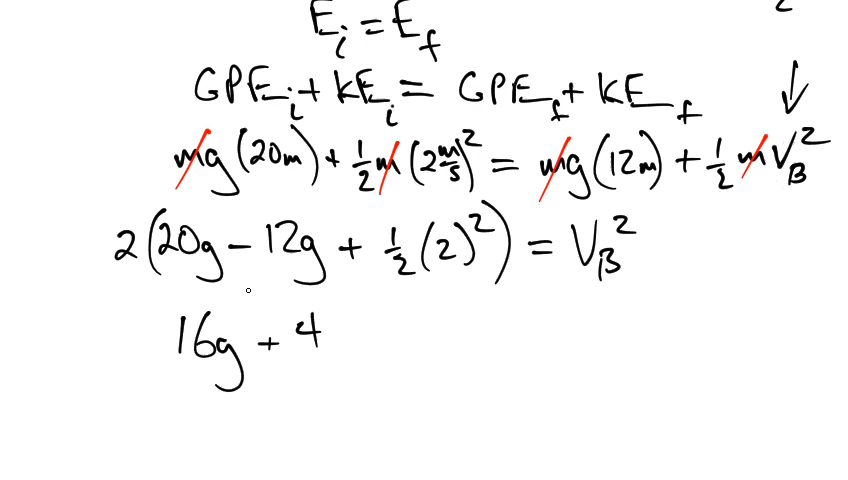 E_i = E_f
GPE_i + KE_i = GPE_f + KE_f
mg(20m) + 1/2 m(2 m/s)^2 = mg(12m) + 1/2 m V_B^2
2(20g - 12g + 1/2 (2)^2) = V_B^2
16g + 4